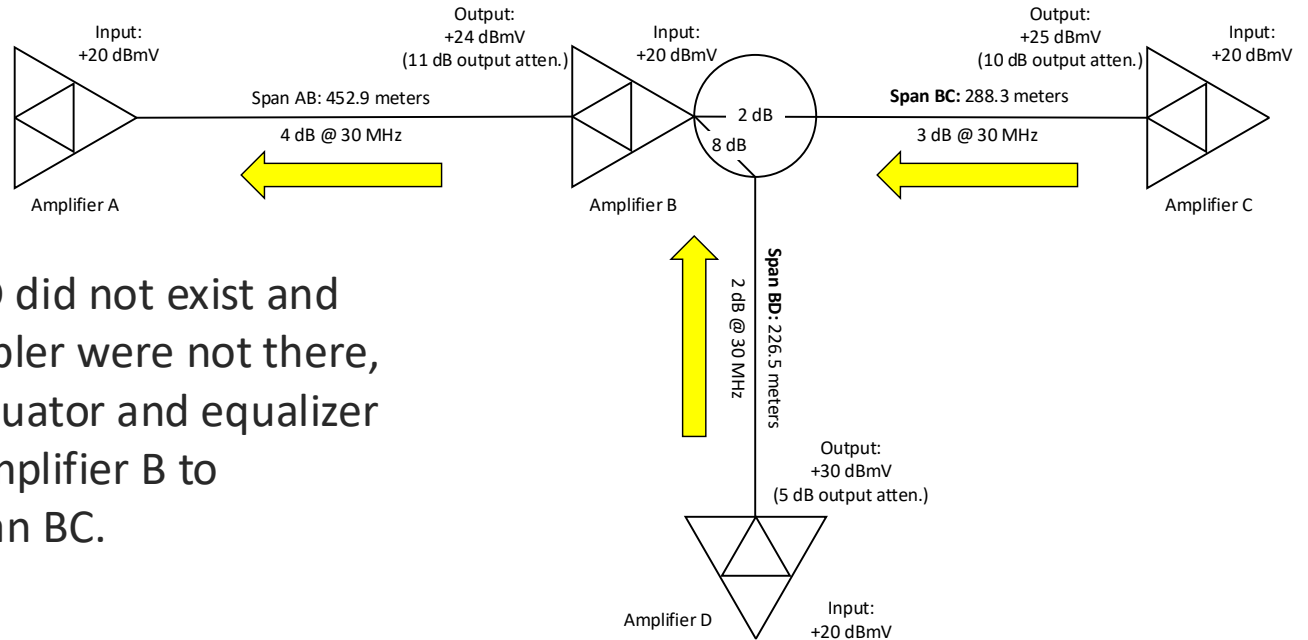 Input:
+20 dBmV
Output:
+24 dBmV
(11 dB output atten.)
Input:
+20 dBmV
Output:
+25 dBmV
(10 dB output atten.)
Input:
+20 dBmV
Span AB: 452.9 meters
4 dB @ 30 MHz
2 dB
8 dB
Span BC: 288.3 meters
3 dB @ 30 MHz
Amplifier A
Amplifier B
Amplifier C
Span BD: 226.5 meters
2 dB @ 30 MHz
did not exist and
were not there,
and equalizer
B to
BC.
Output:
+30 dBmV
(5 dB output atten.)
Amplifier D
Input:
+20 dBmV